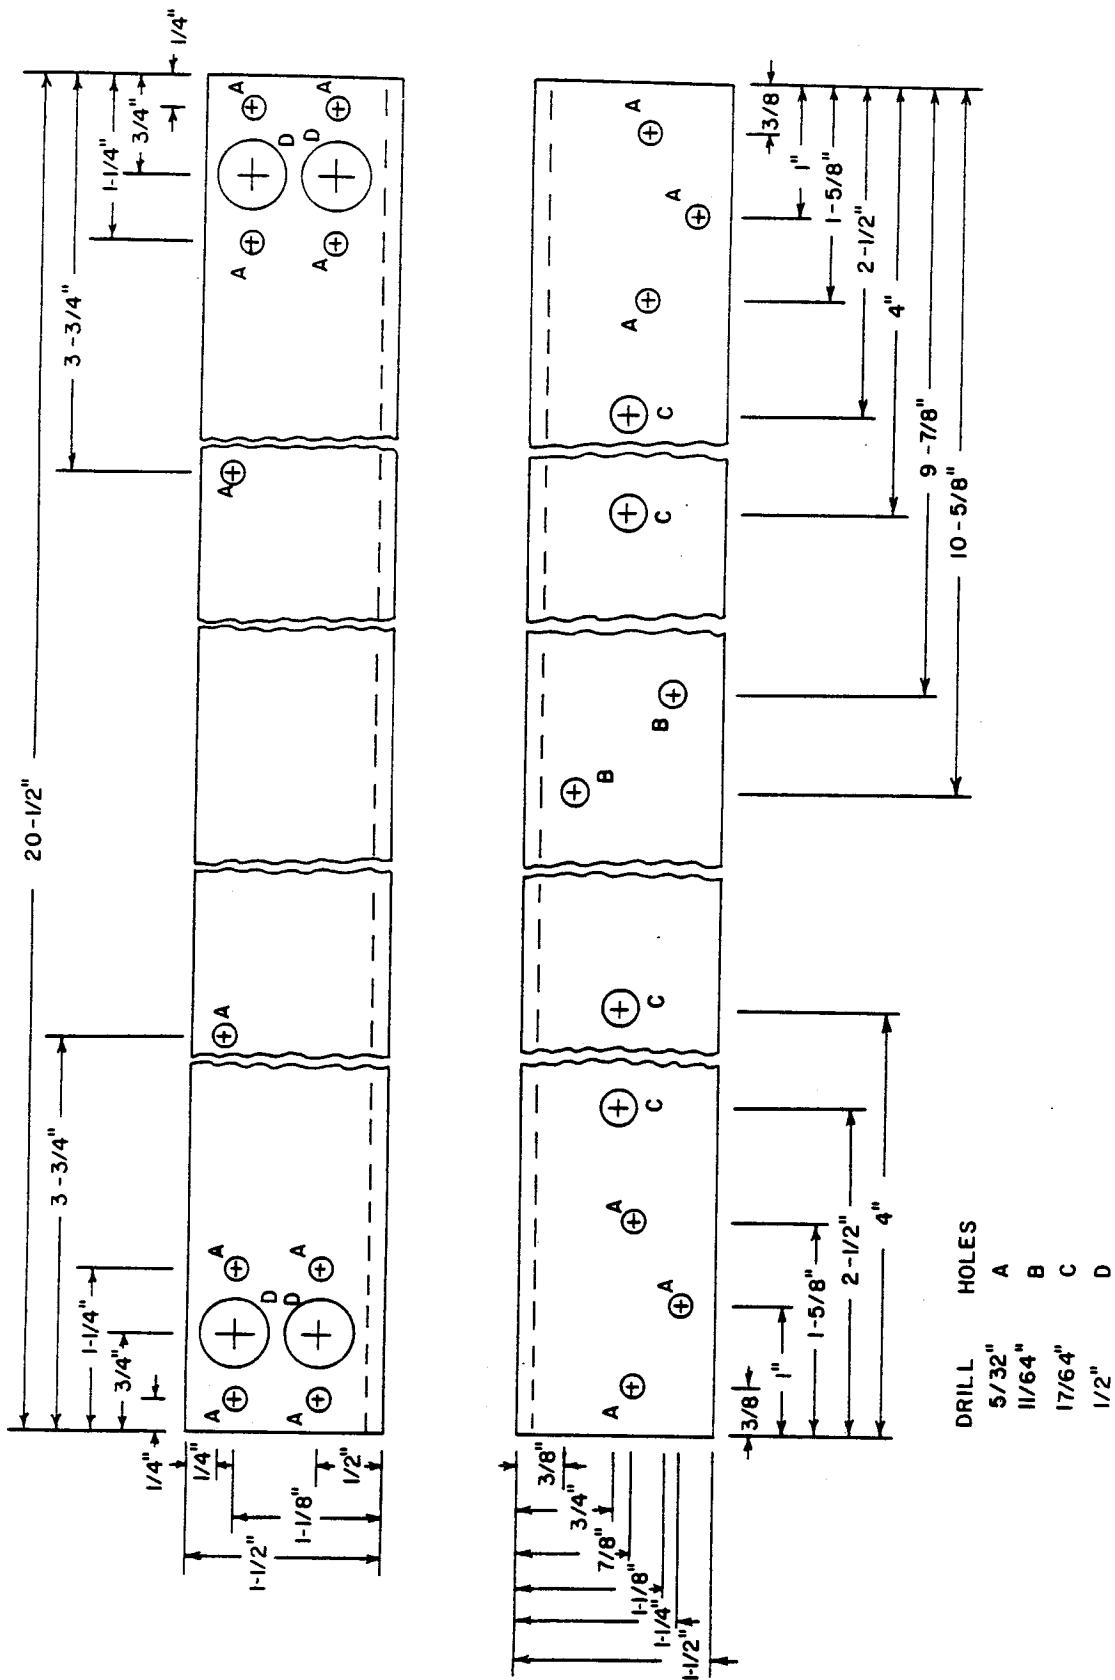 20-1/2"
3-3/4"
3-3/4"
1-1/4"
1-1/4"
3/4"
3/4"
1/4"
1/4"
1/4"
1-1/2"
1-1/8"
1/2"
A
A
A
A
A
A
D
D
D
D
A
A
A
A
3/8"
3/4"
7/8"
1-1/8"
1-1/4"
1-1/2"
A
A
A
C
C
B
B
C
C
A
A
A
3/8
3/8
1"
1"
1-5/8"
1-5/8"
2-1/2"
2-1/2"
4"
4"
9-7/8"
10-5/8"
DRILL HOLES
5/32" A
11/64" B
17/64" C
1/2" D